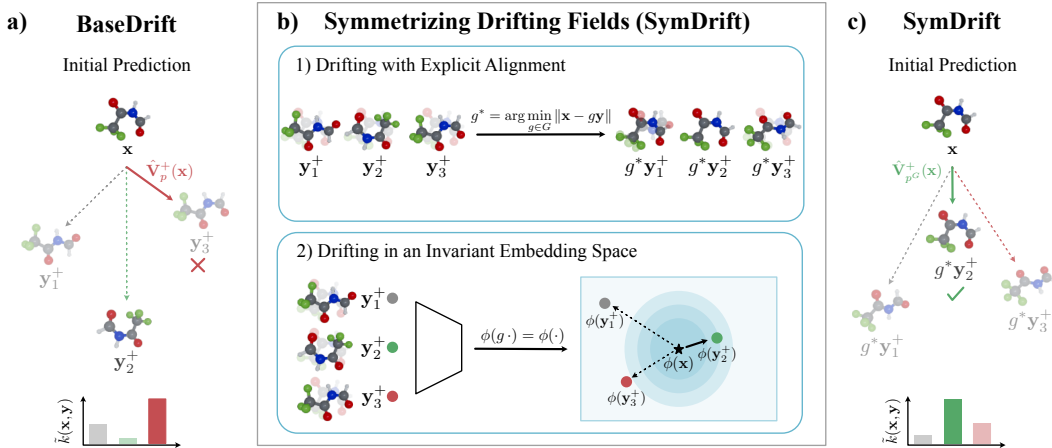 a)
BaseDrift
Initial Prediction
x
V̂⁺ₚ(x)
y₁⁺
y₃⁺
y₂⁺
k̃(x, y)
b)
Symmetrizing Drifting Fields (SymDrift)
1) Drifting with Explicit Alignment
y₁⁺ y₂⁺ y₃⁺
g* = arg min ‖x − gy‖
g∈G
g*y₁⁺ g*y₂⁺ g*y₃⁺
2) Drifting in an Invariant Embedding Space
y₁⁺
y₂⁺
y₃⁺
ϕ(g ·) = ϕ(·)
ϕ(y₁⁺)
ϕ(x)
ϕ(y₂⁺)
ϕ(y₃⁺)
c)
SymDrift
Initial Prediction
x
V̂⁺_{p^G}(x)
g*y₂⁺
g*y₃⁺
g*y₁⁺
k̃(x, y)